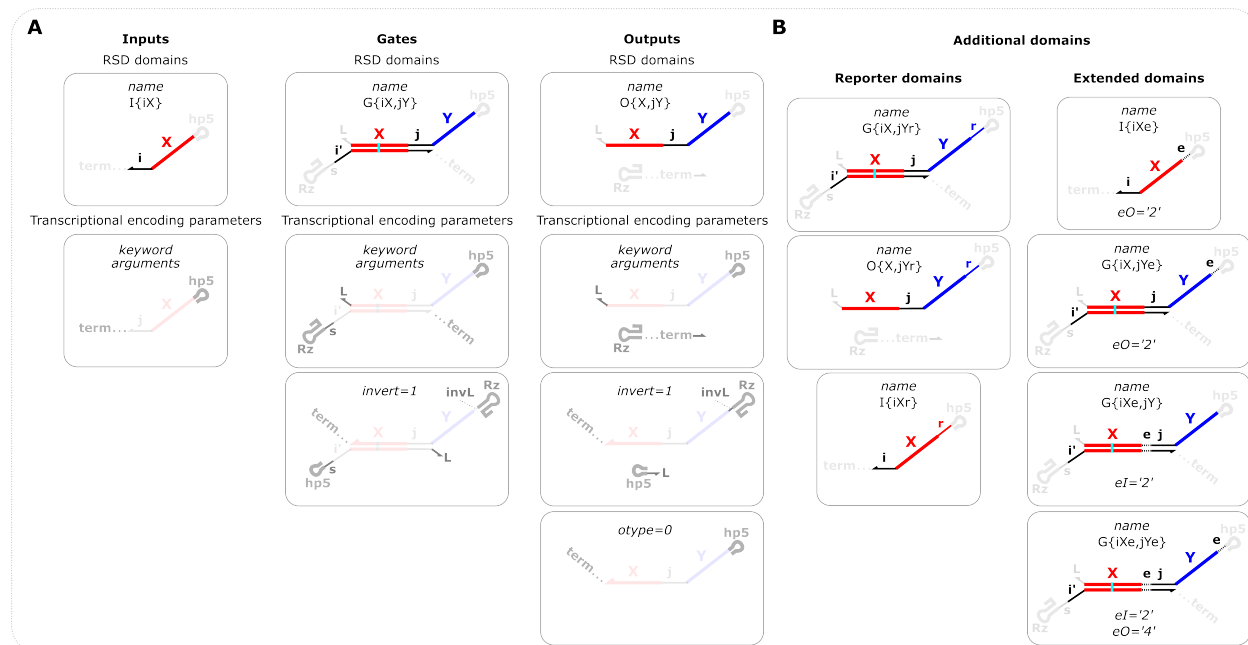 A
Inputs
RSD domains
name
I{iX}
hp5
X
i
term...
Transcriptional encoding parameters
keyword
arguments
hp5
X
j
term...
Gates
RSD domains
name
G{iX,jY}
hp5
Y
L
X
j
i'
s
Rz
...term
Transcriptional encoding parameters
keyword
arguments
hp5
Y
L
X
j
i'
s
Rz
...term
invert=1
Rz
invL
Y
term...
X
j
i'
s
hp5
L
Outputs
RSD domains
name
O{X,jY}
hp5
Y
L
X
j
Rz
...term
Transcriptional encoding parameters
keyword
arguments
hp5
Y
L
X
j
Rz
...term
invert=1
Rz
invL
Y
term...
X
j
hp5
L
otype=0
hp5
Y
term...
X
j
B
Additional domains
Reporter domains
name
G{iX,jYr}
hp5
r
Y
L
X
j
i'
s
Rz
...term
name
O{X,jYr}
hp5
r
Y
L
X
j
Rz
...term
name
I{iXr}
hp5
r
X
i
term...
Extended domains
name
I{iXe}
hp5
e
X
i
term...
eO='2'
name
G{iX,jYe}
hp5
e
Y
L
X
j
i'
s
Rz
...term
eO='2'
name
G{iXe,jY}
hp5
Y
L
X
e j
i'
s
Rz
...term
eI='2'
name
G{iXe,jYe}
hp5
e
Y
L
X
e j
i'
s
Rz
...term
eI='2'
eO='4'